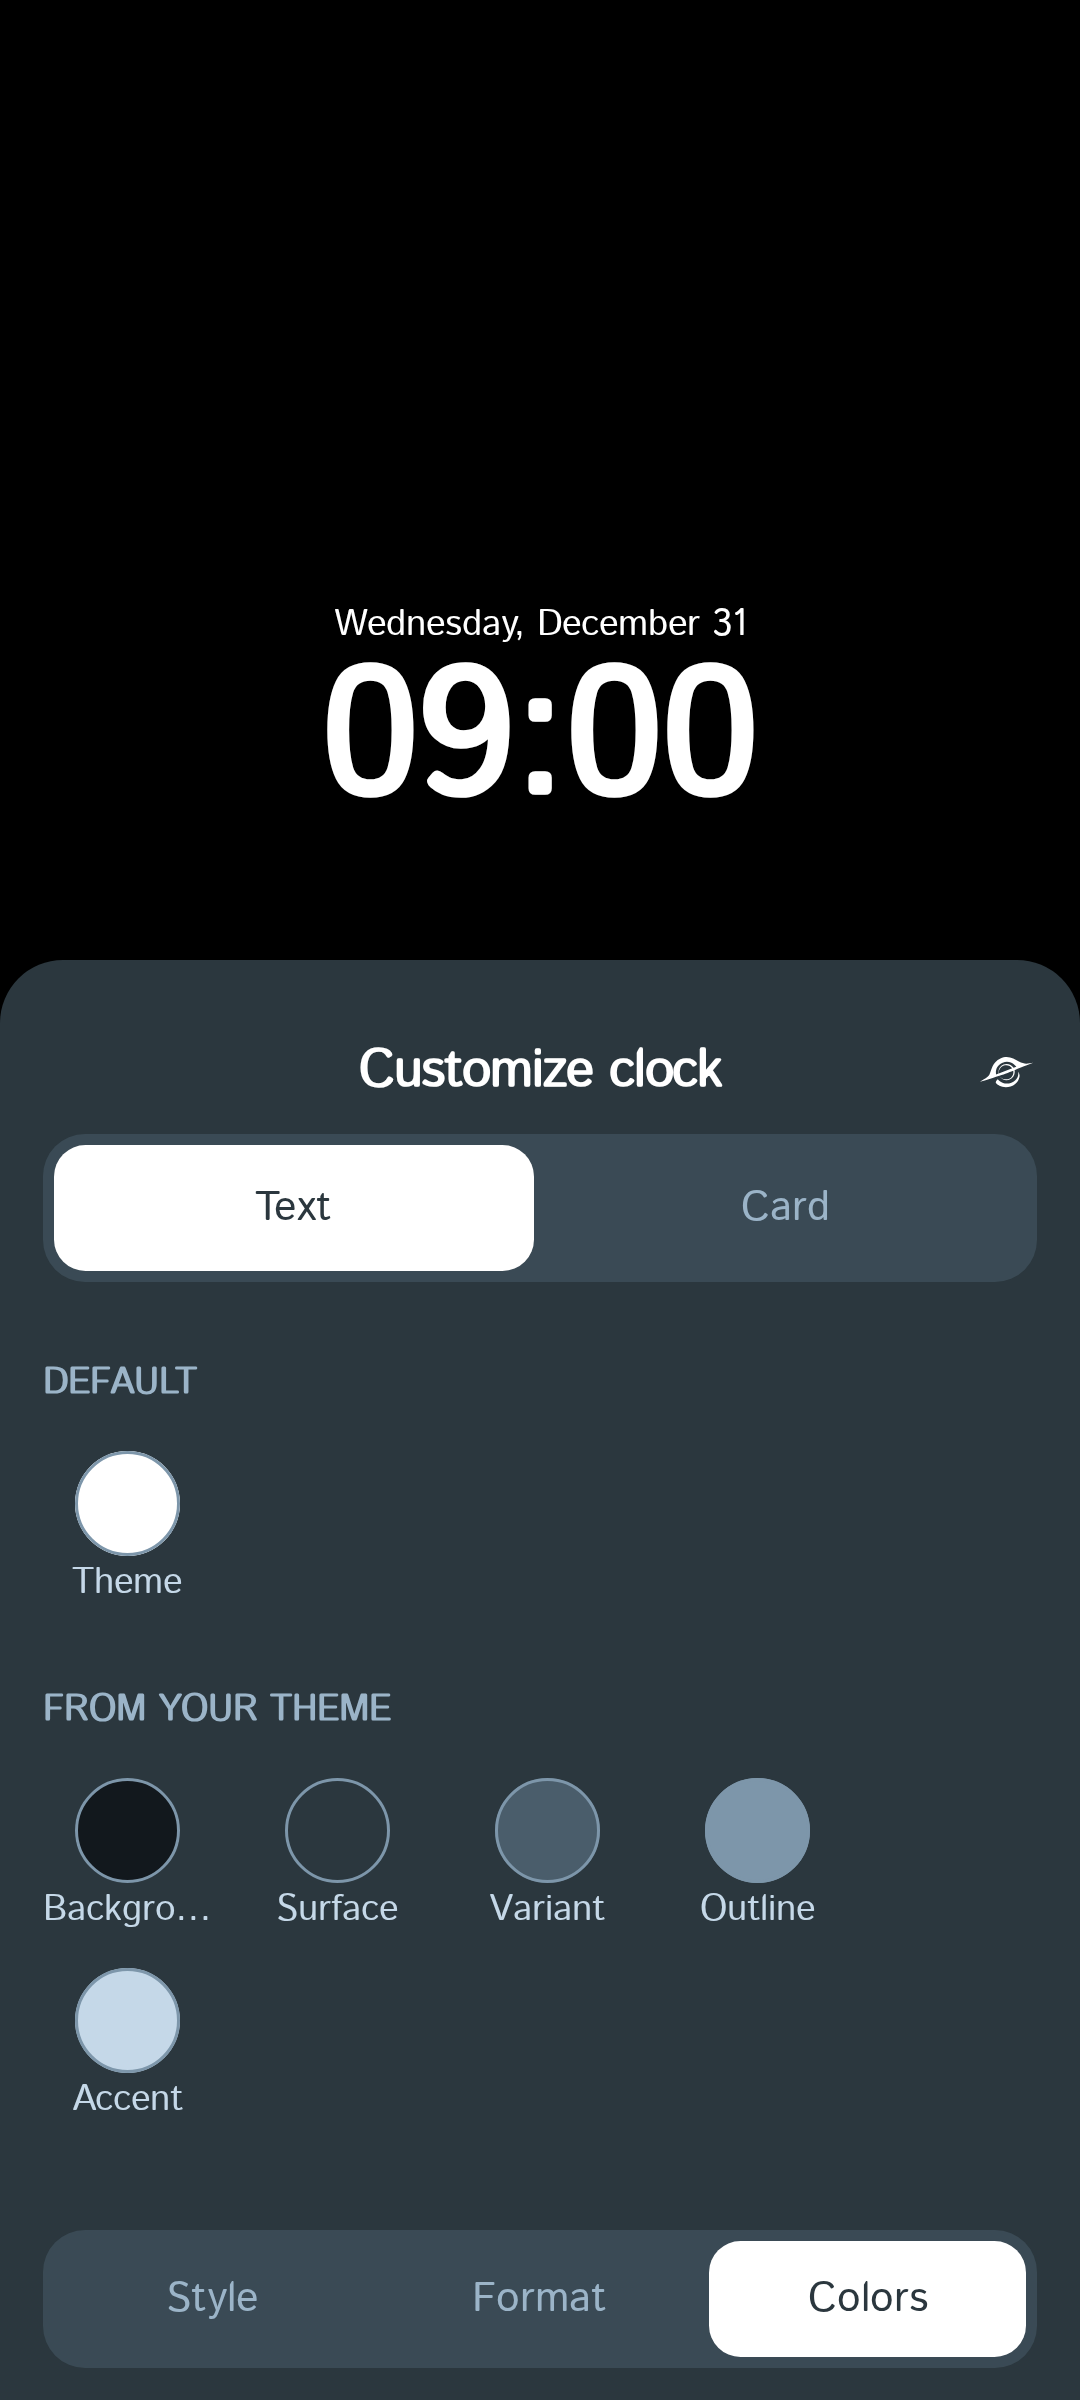 Wednesday, December 31
09:00
Customize clock
Text
Card
DEFAULT
Theme
FROM YOUR THEME
Backgro...
Surface
Variant
Outline
Accent
Style
Format
Colors